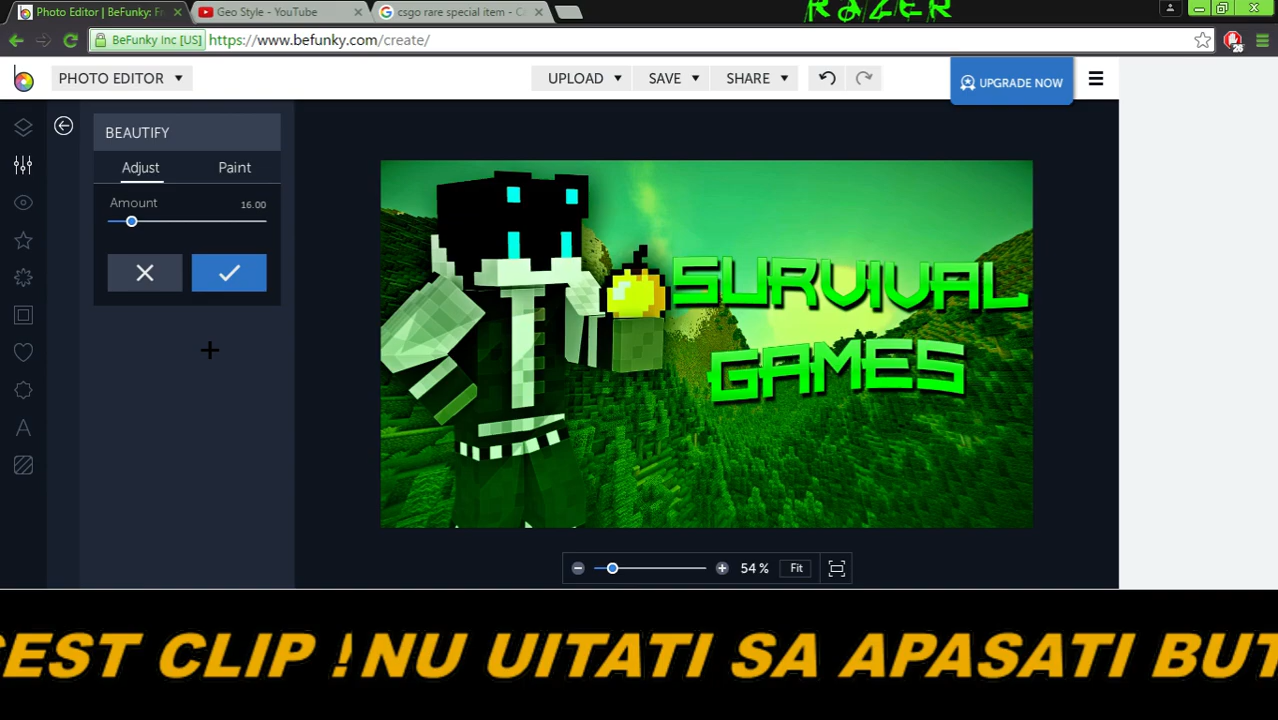 RAZER
Photo Editor | BeFunky: Fr
Geo Style - YouTube
csgo rare special item - C
BeFunky Inc [US]
https://www.befunky.com/create/
26
PHOTO EDITOR
UPLOAD
SAVE
SHARE
UPGRADE NOW
BEAUTIFY
Adjust
Paint
Amount
16.00
SURVIVAL
GAMES
54 %
Fit
CEST CLIP ! NU UITATI SA APASATI BUT